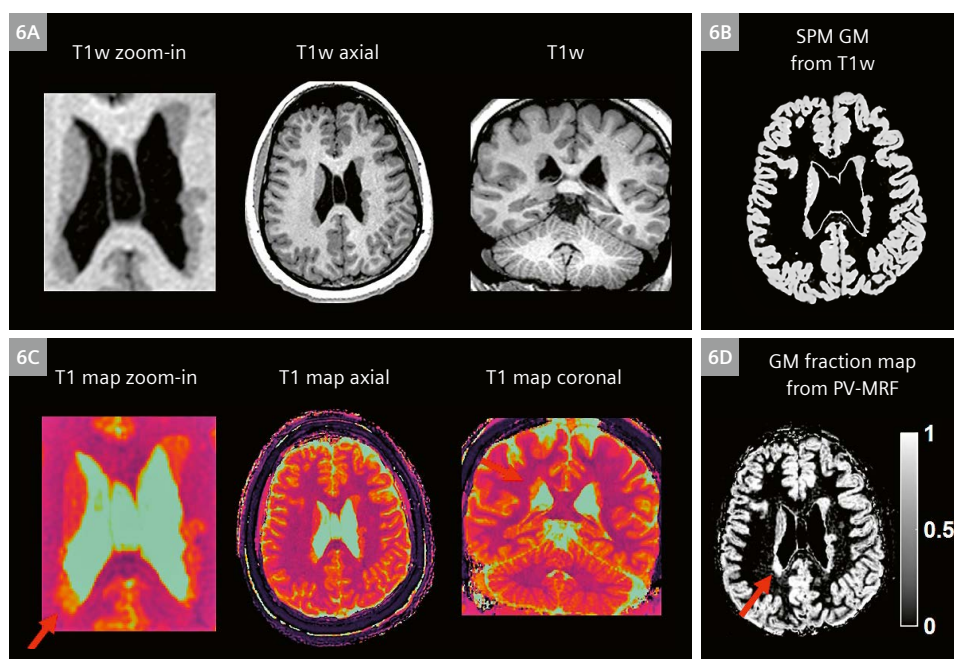 6A
T1w zoom-in
T1w axial
T1w
6B
SPM GM
from T1w
6C
T1 map zoom-in
T1 map axial
T1 map coronal
6D
GM fraction map
from PV-MRF
1
0.5
0